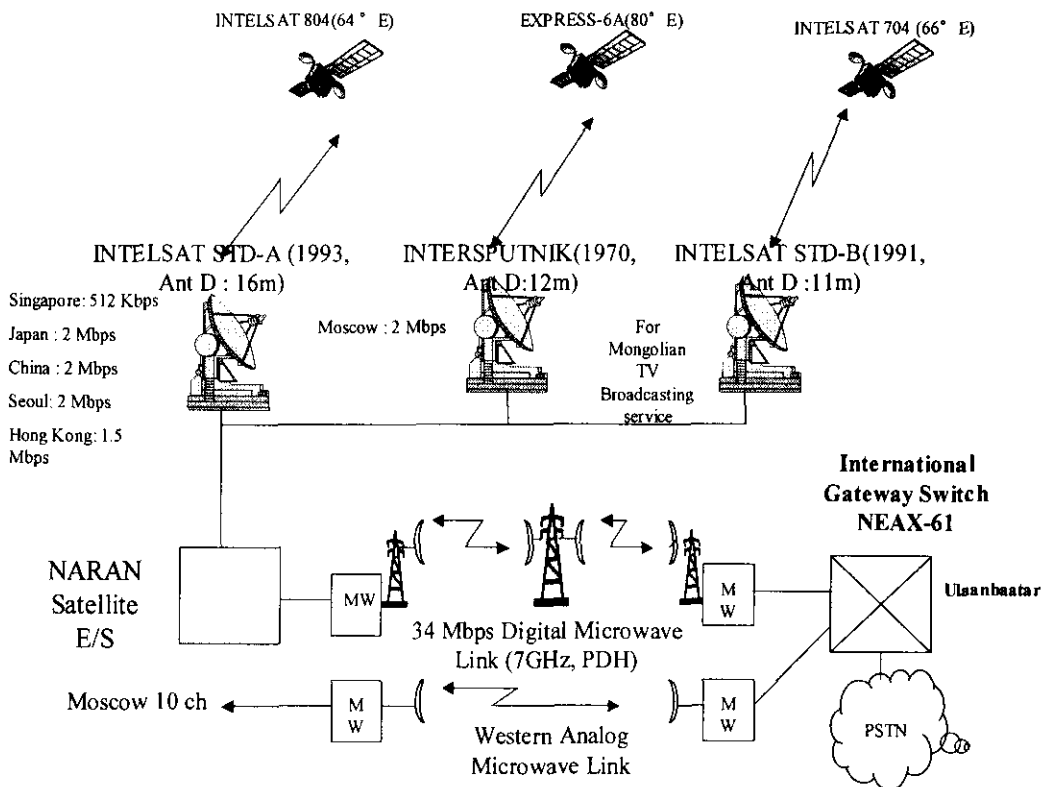 INTELSAT 804(64° E)
EXPRESS-6A(80° E)
INTELSAT 704 (66° E)
INTELSAT STD-A (1993,
Ant D : 16m)
INTERSPUTNIK(1970,
Ant D:12m)
INTELSAT STD-B(1991,
Ant D :11m)
Singapore: 512 Kbps
Japan : 2 Mbps
China : 2 Mbps
Seoul: 2 Mbps
Hong Kong: 1.5
Mbps
Moscow : 2 Mbps
For
Mongolian
TV
Broadcasting
service
International
Gateway Switch
NEAX-61
NARAN
Satellite
E/S
MW
M
W
Ulaanbaatar
34 Mbps Digital Microwave
Link (7GHz, PDH)
Moscow 10 ch
M
W
M
W
Western Analog
Microwave Link
PSTN